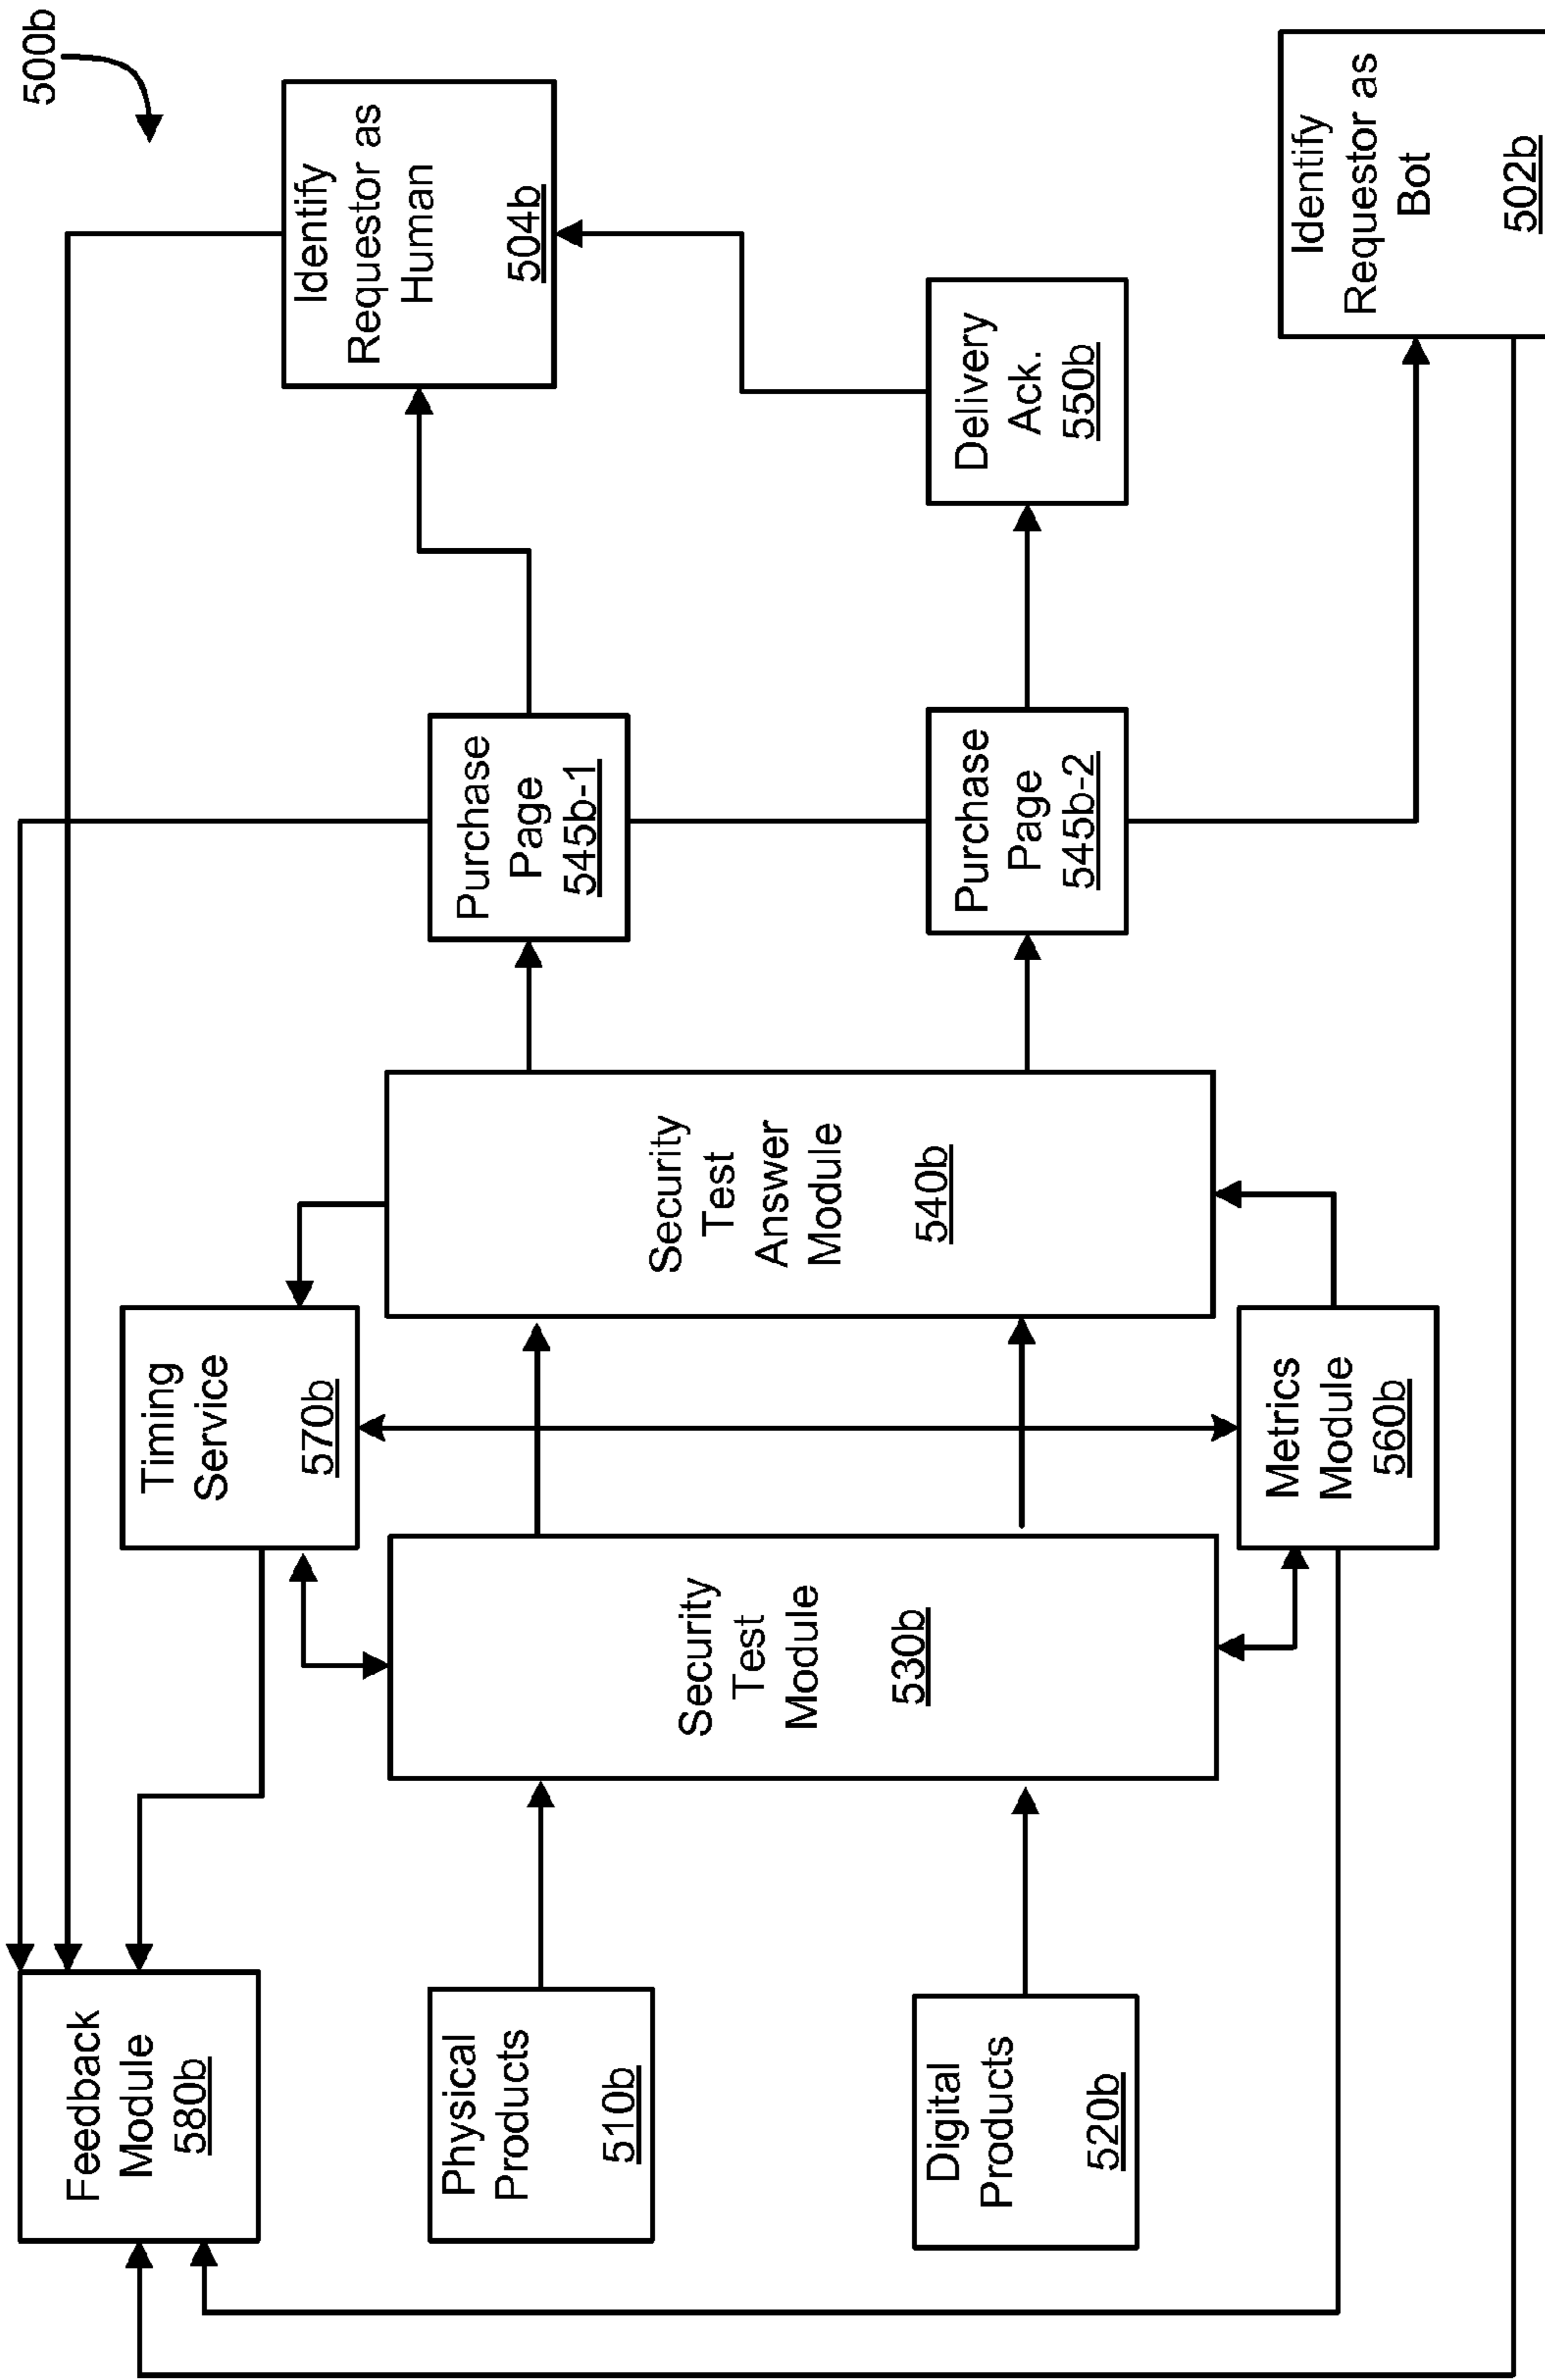 500b
Feedback
Module
580b
Timing
Service
570b
Identify
Requestor as
Human
504b
Physical
Products
510b
Security
Test
Module
530b
Security
Test
Answer
Module
540b
Purchase
Page
545b-1
Digital
Products
520b
Purchase
Page
545b-2
Delivery
Ack.
550b
Metrics
Module
560b
Identify
Requestor as
Bot
502b